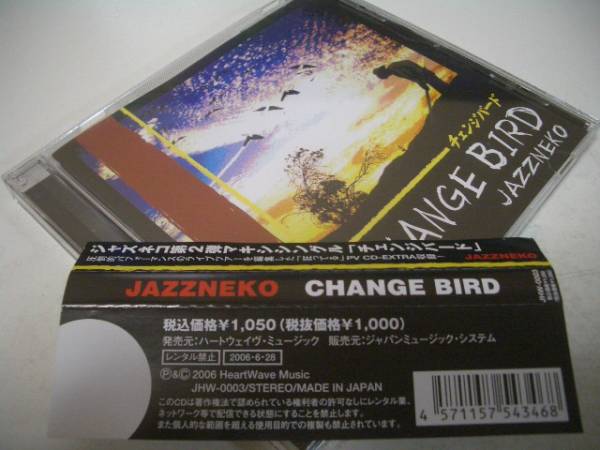 チェンジバード
CHANGE BIRD
JAZZNEKO
ジャズネコ第2弾マキシシングル「チェンジバード」
JAZZNEKO
JAZZNEKO CHANGE BIRD
税込価格¥1,050(税抜価格¥1,000)
発売元:ハートウェイヴ・ミュージック 販売元:ジャパンミュージック・システム
レンタル禁止 2006・6・28
Ⓟ&© 2006 HeartWave Music
JHW-0003/STEREO/MADE IN JAPAN
このCDは著作権法で認められている権利者の許可なしにレンタル業、
ネットワーク等で配信できる状態にすることを禁止します。
また個人的な範囲を超える使用目的での複製も禁止されています。
4 571157 543468
JHW-0003